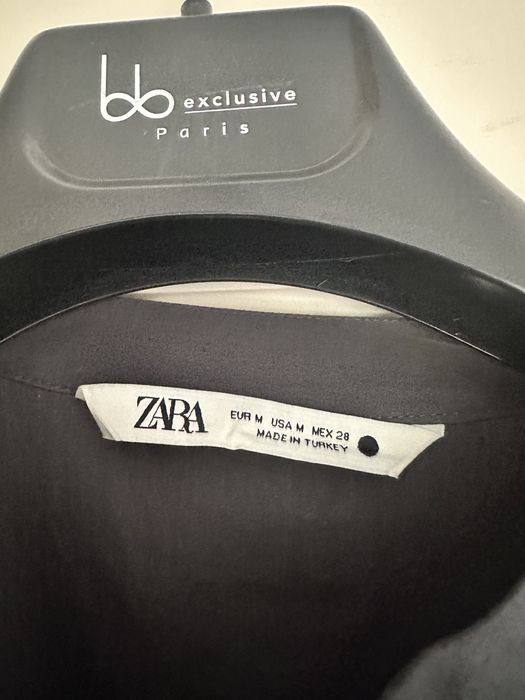 bb exclusive
Paris
ZARA
EUR M USA M MEX 28
MADE IN TURKEY